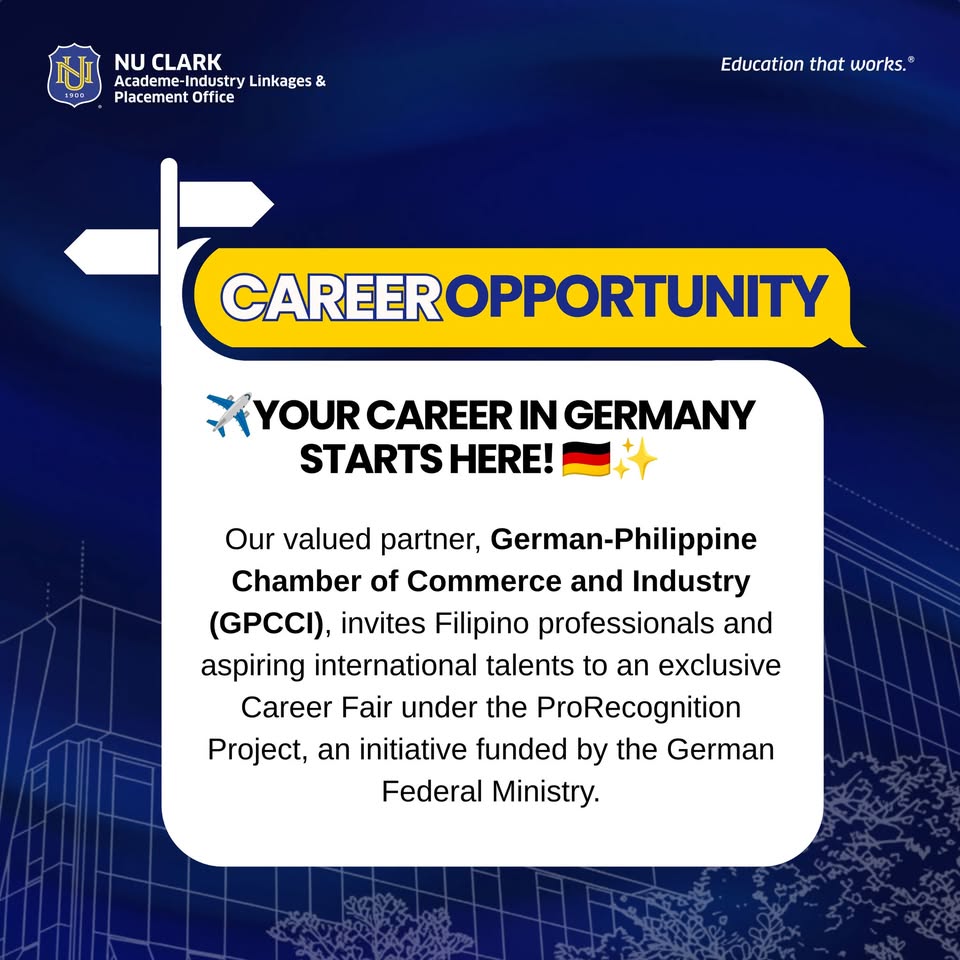 NU CLARK
Academe-Industry Linkages &
Placement Office
1900
Education that works.®
CAREER OPPORTUNITY
✈️YOUR CAREER IN GERMANY
STARTS HERE! 🇩🇪✨
Our valued partner, German-Philippine
Chamber of Commerce and Industry
(GPCCI), invites Filipino professionals and
aspiring international talents to an exclusive
Career Fair under the ProRecognition
Project, an initiative funded by the German
Federal Ministry.